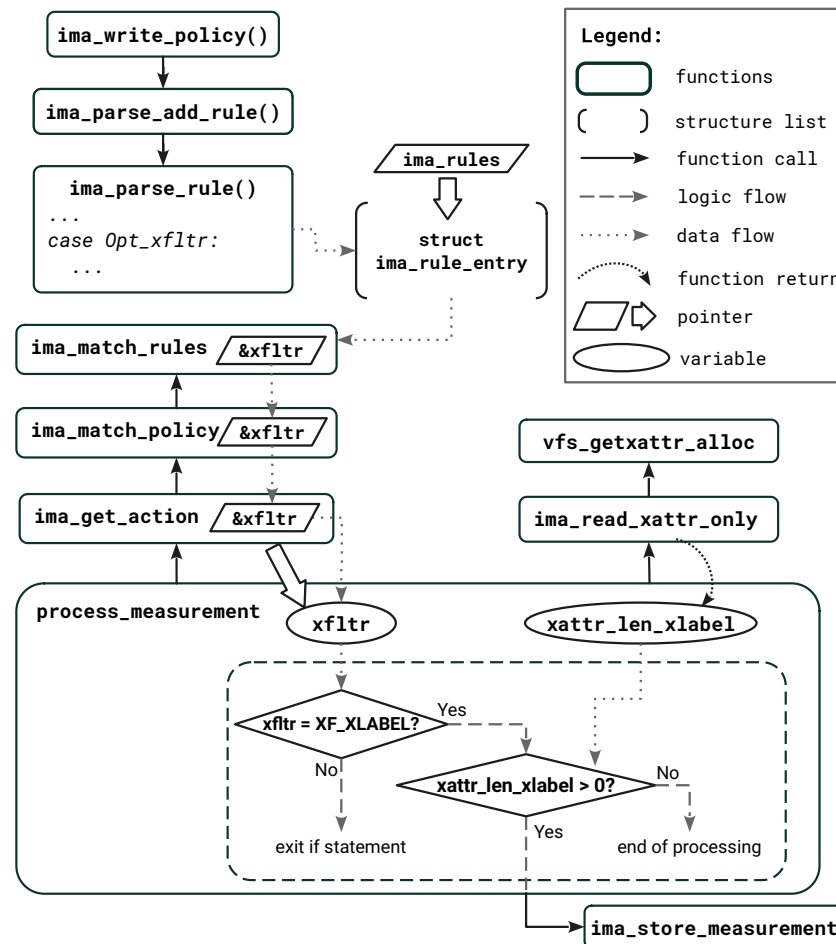 ima_write_policy()
ima_parse_add_rule()
ima_parse_rule()
...
case Opt_xfltr:
...
ima_rules
struct
ima_rule_entry
Legend:
functions
structure list
function call
logic flow
data flow
function return
pointer
variable
ima_match_rules &xfltr
ima_match_policy &xfltr
ima_get_action &xfltr
vfs_getxattr_alloc
ima_read_xattr_only
process_measurement
xfltr
xattr_len_xlabel
xfltr = XF_XLABEL?
Yes
No
xattr_len_xlabel > 0?
No
Yes
exit if statement
end of processing
ima_store_measurement